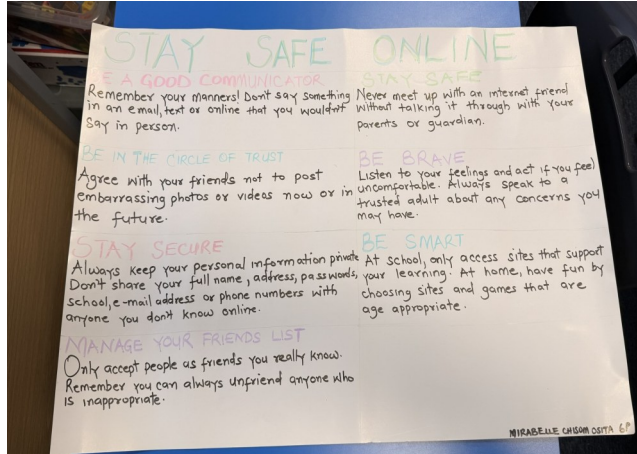 STAY SAFE ONLINE
BE A GOOD COMMUNICATOR
Remember your manners! Don't say something
in an email, text or online that you wouldn't
say in person.
BE IN THE CIRCLE OF TRUST
Agree with your friends not to post
embarrassing photos or videos now or in
the future.
STAY SECURE
Always keep your personal information private
Don't share your full name, address, passwords,
school, e-mail address or phone numbers with
anyone you don't know online.
MANAGE YOUR FRIENDS LIST
Only accept people as friends you really know.
Remember you can always unfriend anyone who
is inappropriate.
STAY SAFE
Never meet up with an internet friend
without talking it through with your
parents or guardian.
BE BRAVE
Listen to your feelings and act if you feel
uncomfortable. Always speak to a
trusted adult about any concerns you
may have.
BE SMART
At school, only access sites that support
your learning. At home, have fun by
choosing sites and games that are
age appropriate.
MIRABELLE CHISOM OSITA 6P